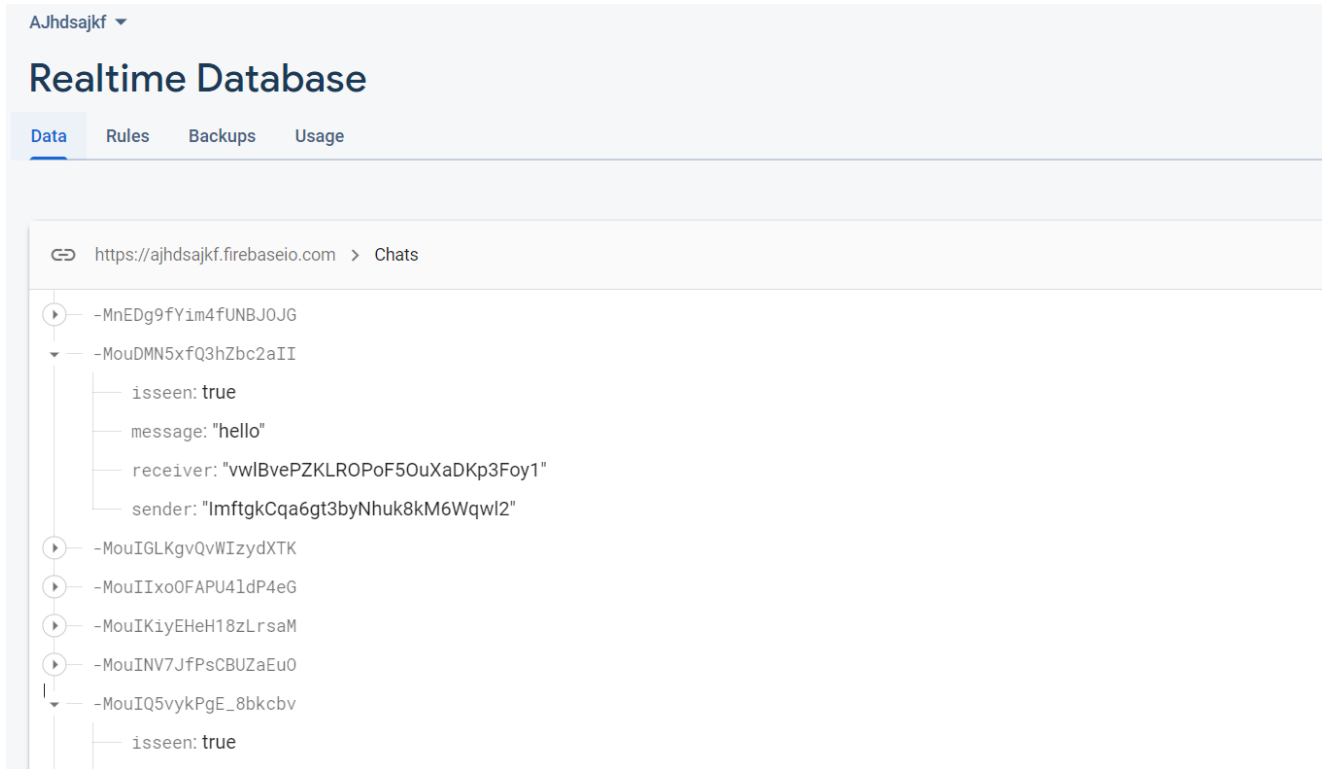 AJhdsajkf
Realtime Database
Data Rules Backups Usage
https://ajhdsajkf.firebaseio.com > Chats
-MnEDg9fYim4fUNBJOJG
-MouDMN5xfQ3hZbc2aII
isseen: true
message: "hello"
receiver: "vwlBvePZKLROPoF5OuXaDKp3Foy1"
sender: "ImftgkCqa6gt3byNhuk8kM6Wqwl2"
-MouIGLKgvQvWIzydXTK
-MouIIxoOFAPU4ldP4eG
-MouIKiyEHeH18zLrsaM
-MouINV7JfPsCBUZaEuO
-MouIQ5vykPgE_8bkcbv
isseen: true